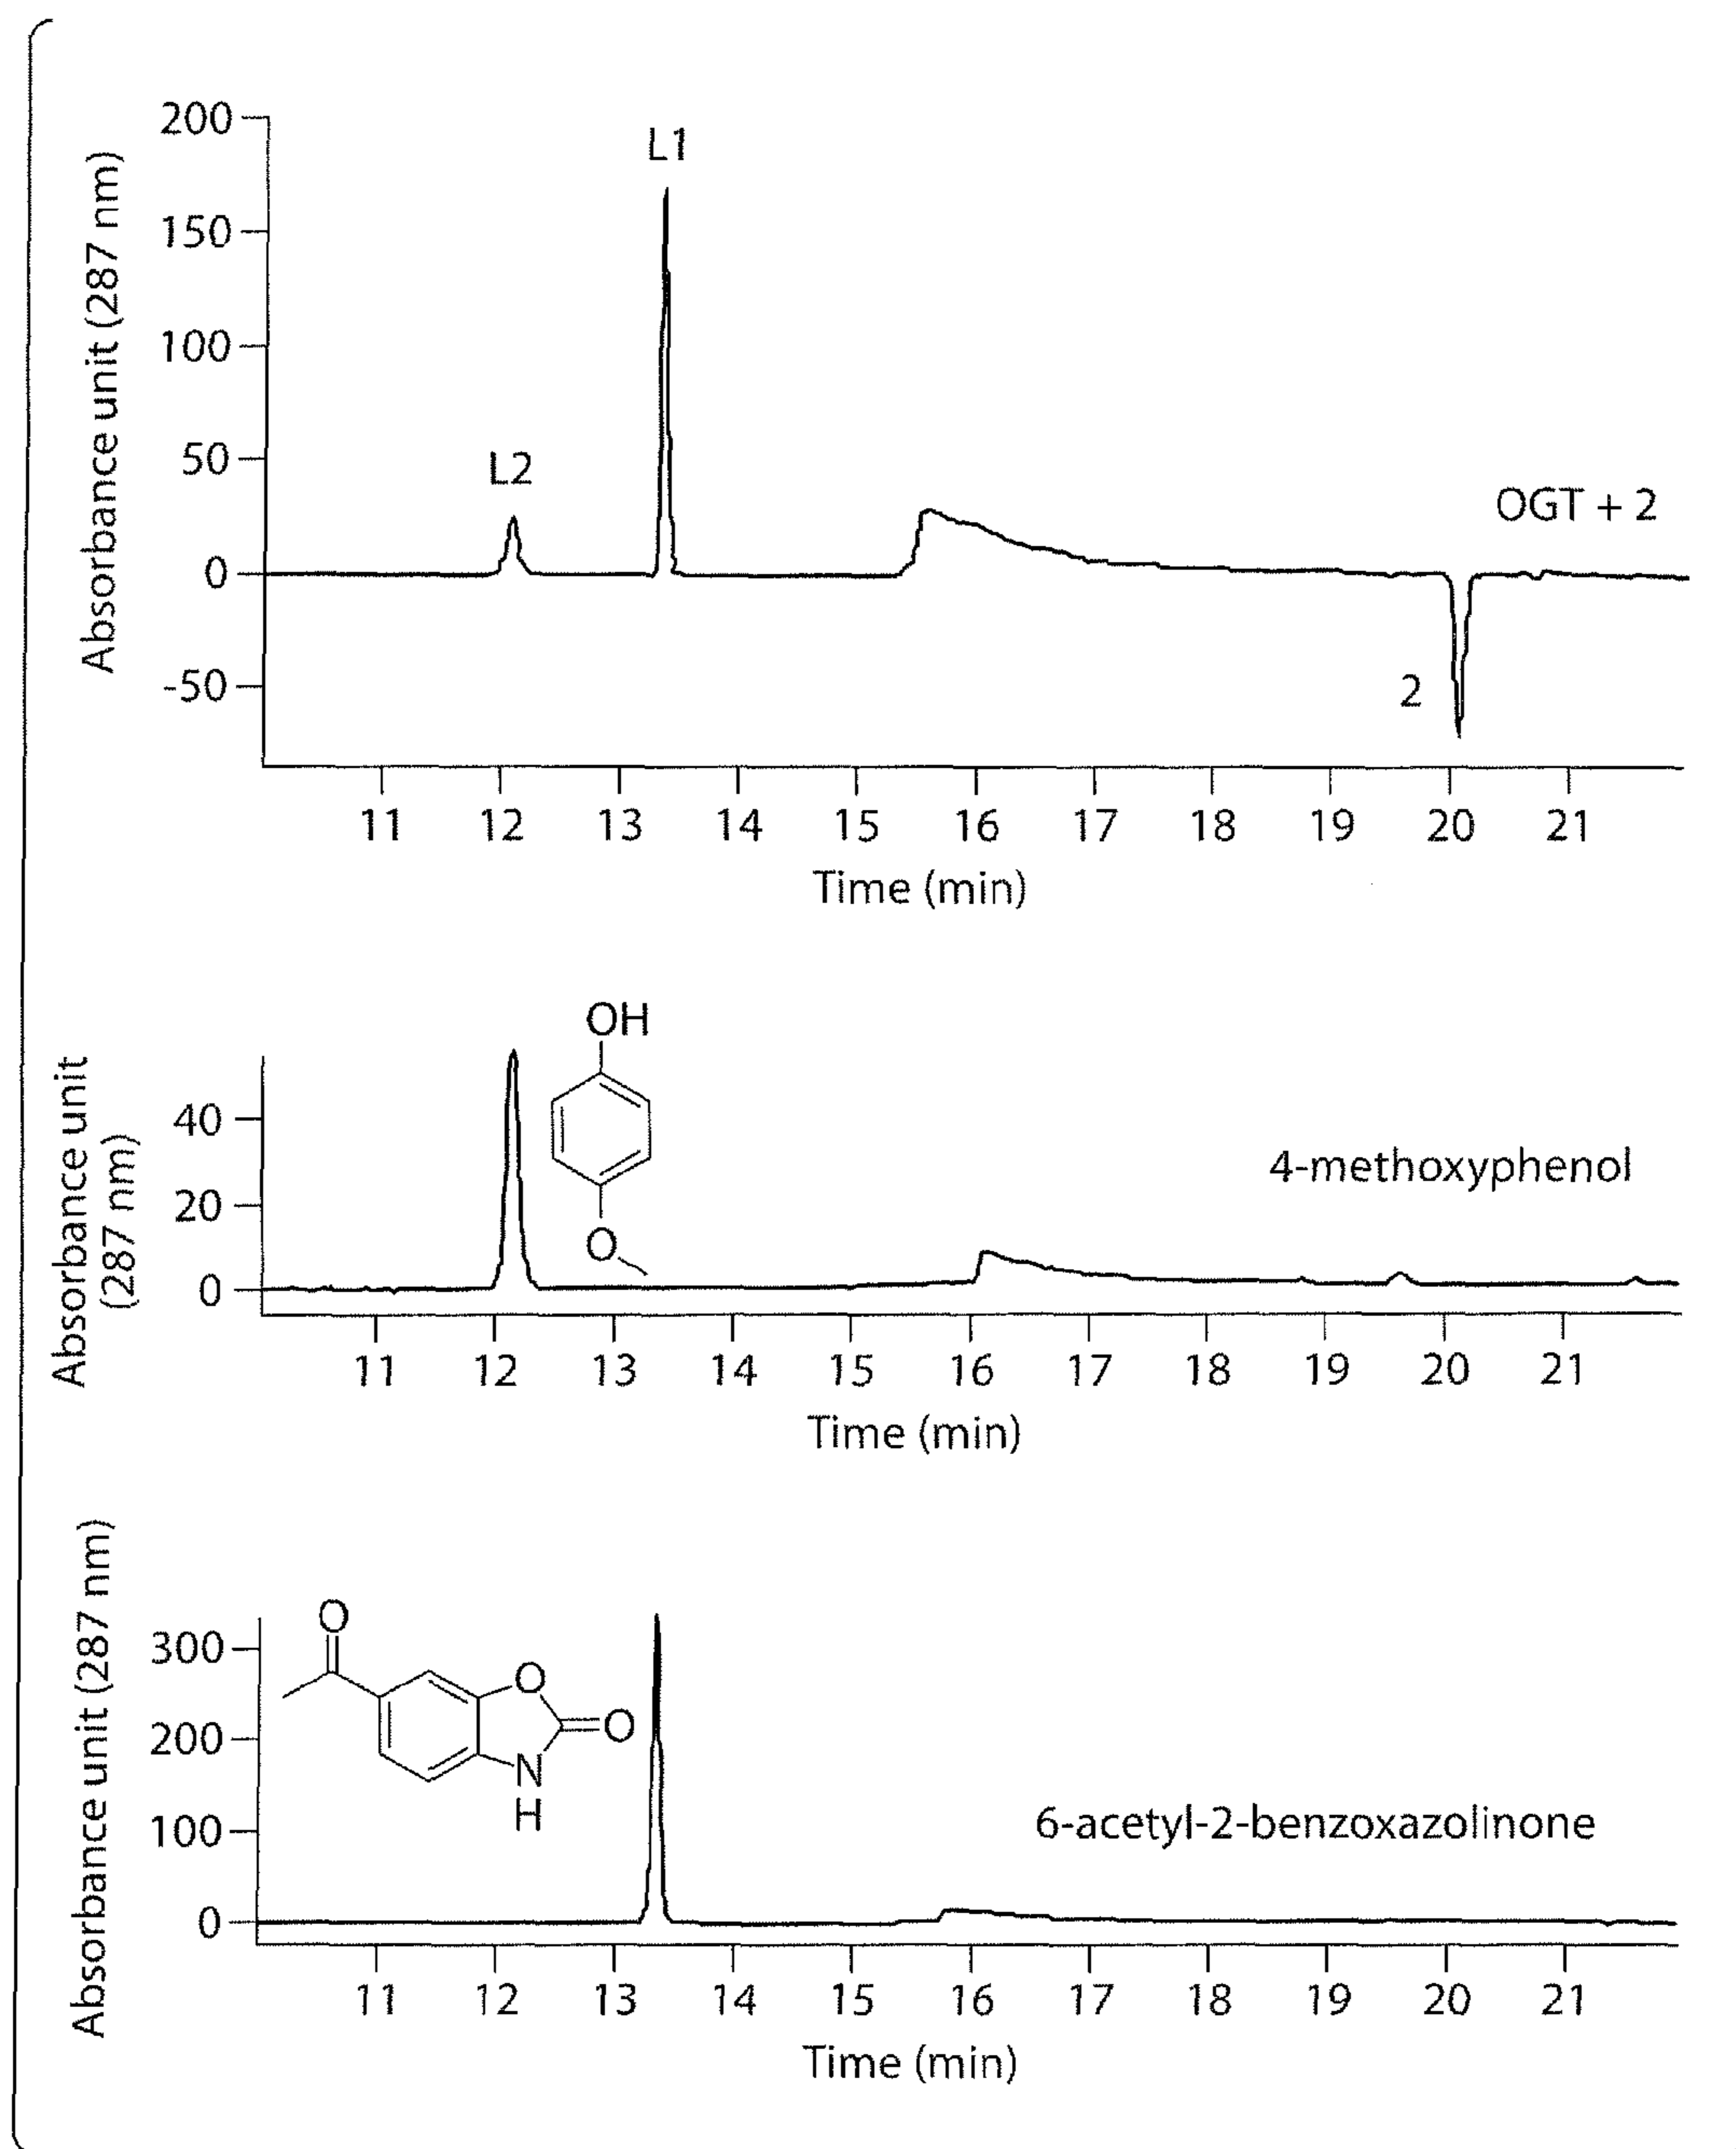 Absorbance unit (287 nm)
200
150
100
50
0
-50
L2
L1
OGT + 2
2
11 12 13 14 15 16 17 18 19 20 21
Time (min)
Absorbance unit
(287 nm)
40
20
0
OH
O
4-methoxyphenol
11 12 13 14 15 16 17 18 19 20 21
Time (min)
Absorbance unit (287 nm)
300
200
100
0
O
O
O
N
H
6-acetyl-2-benzoxazolinone
11 12 13 14 15 16 17 18 19 20 21
Time (min)